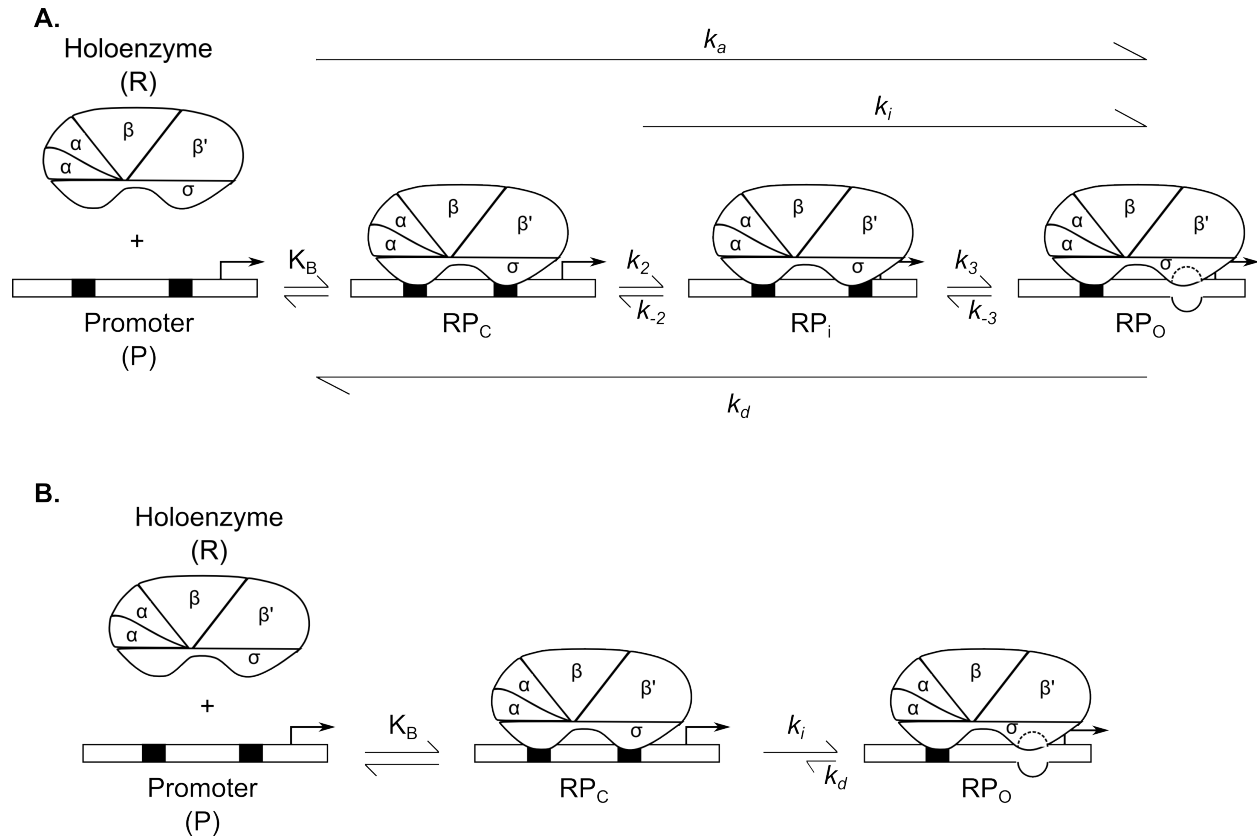 A.
Holoenzyme
(R)
α
α
β
β'
σ
+
Promoter
(P)
K_B
k_a
k_i
α
α
β
β'
σ
RP_C
k_2
k_-2
α
α
β
β'
σ
RP_i
k_3
k_-3
α
α
β
β'
σ
RP_O
k_d
B.
Holoenzyme
(R)
α
α
β
β'
σ
+
Promoter
(P)
K_B
α
α
β
β'
σ
RP_C
k_i
k_d
α
α
β
β'
σ
RP_O